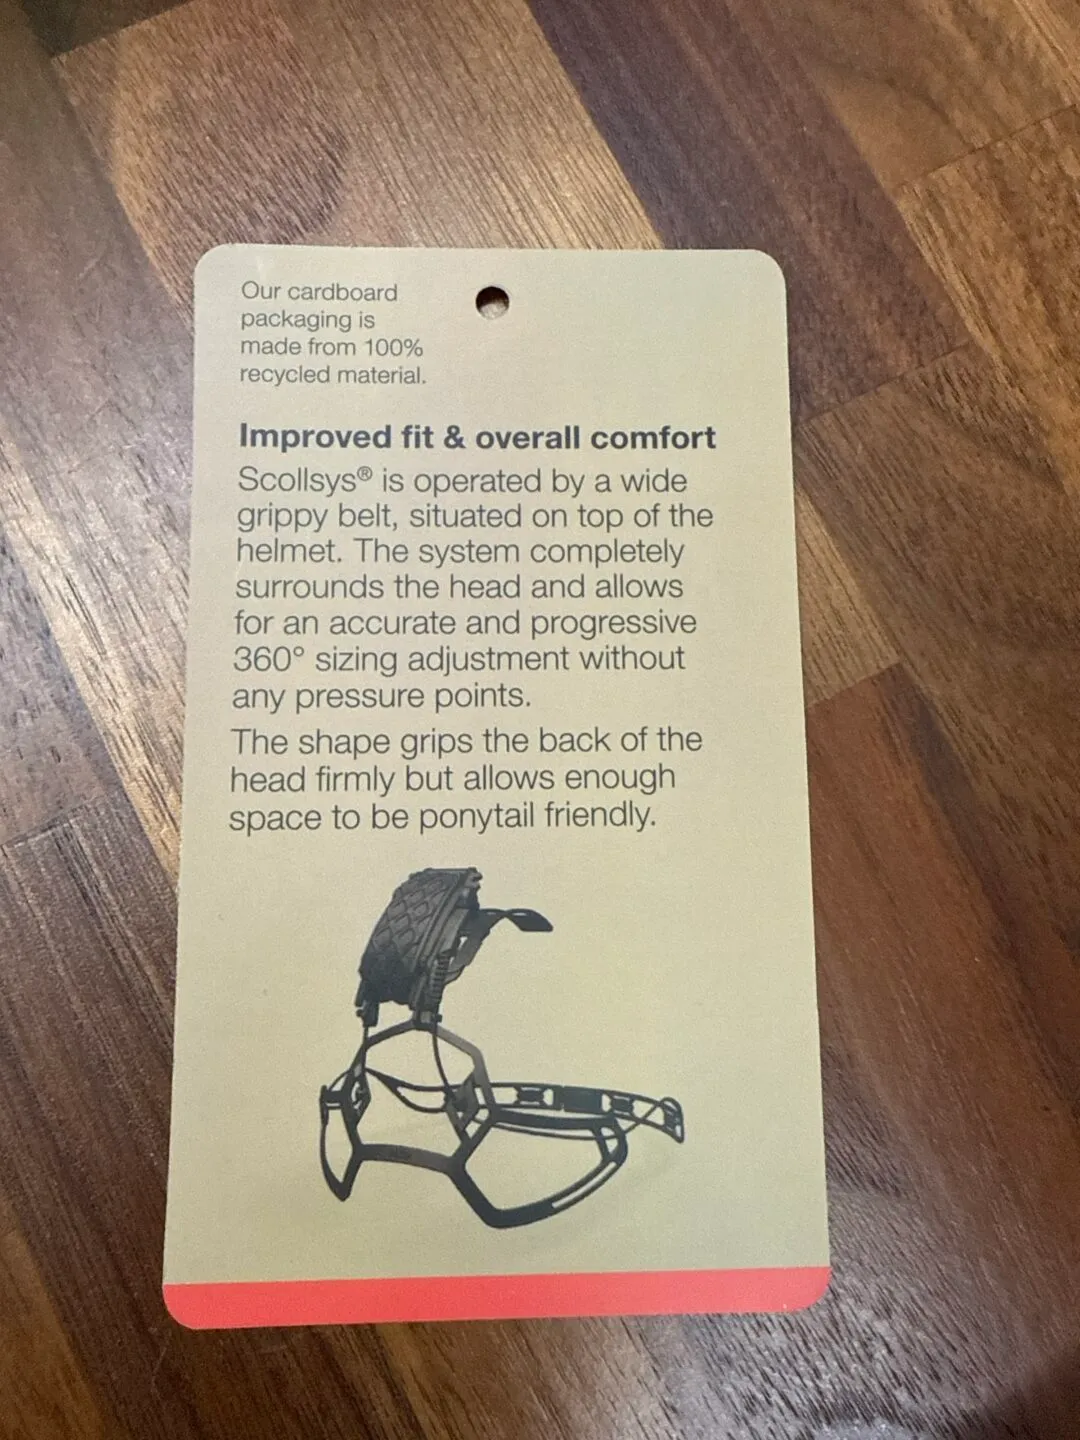 Our cardboard
packaging is
made from 100%
recycled material.
Improved fit & overall comfort
Scollsys® is operated by a wide
grippy belt, situated on top of the
helmet. The system completely
surrounds the head and allows
for an accurate and progressive
360° sizing adjustment without
any pressure points.
The shape grips the back of the
head firmly but allows enough
space to be ponytail friendly.